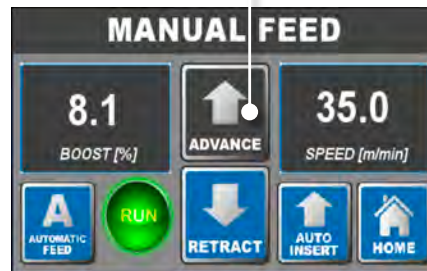 MANUAL FEED
8.1
BOOST [%]
ADVANCE
35.0
SPEED [m/min]
A
AUTOMATIC
FEED
RUN
RETRACT
AUTO
INSERT
HOME